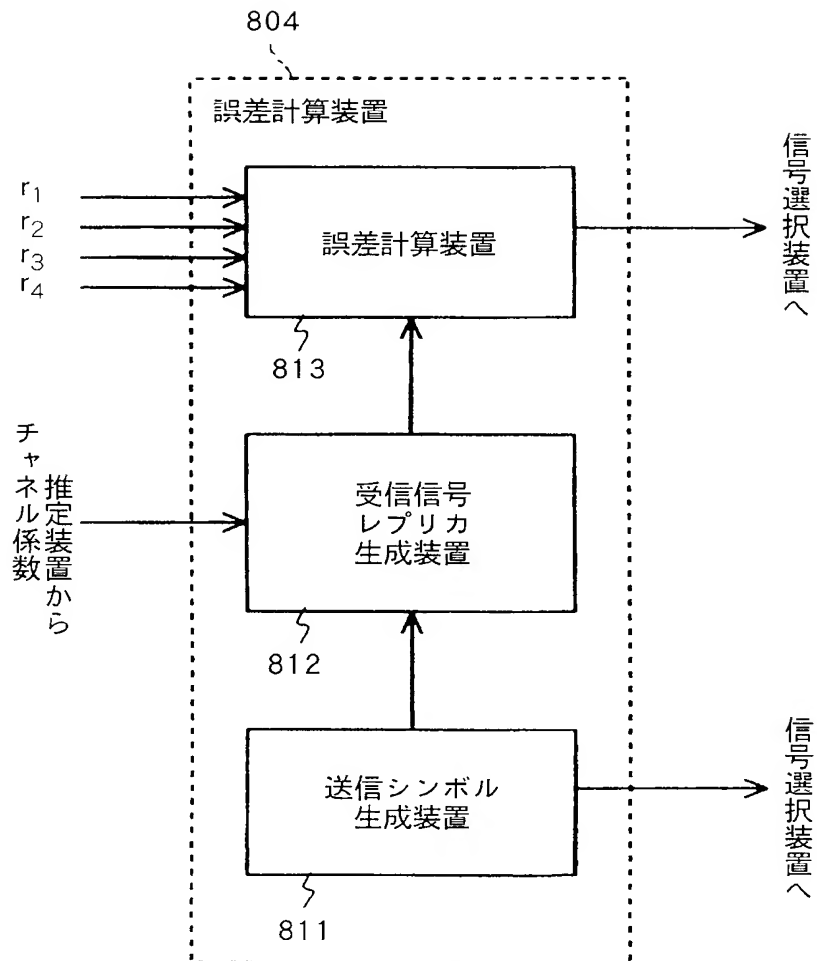 804
誤差計算装置
r1
r2
r3
r4
誤差計算装置
813
信号選択装置へ
チャネル係数
推定装置から
受信信号
レプリカ
生成装置
812
送信シンボル
生成装置
811
信号選択装置へ